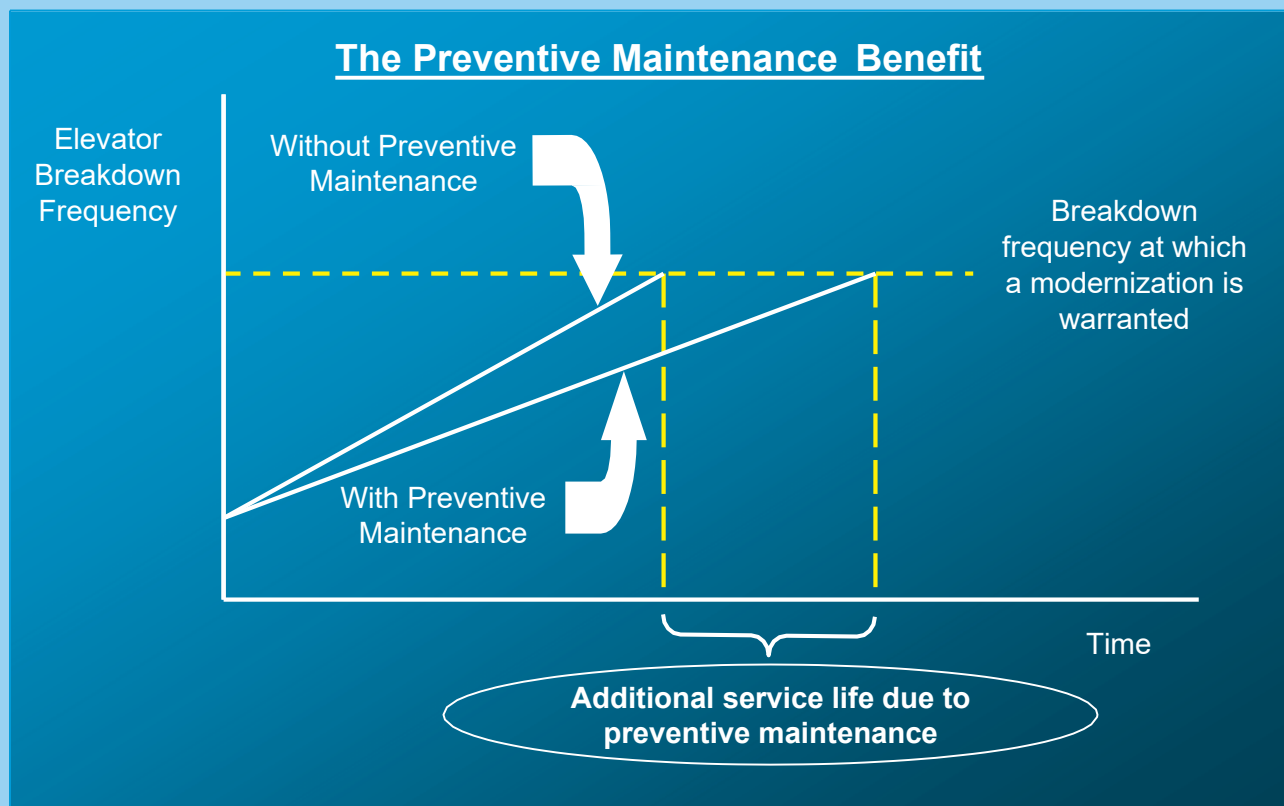 The Preventive Maintenance Benefit
Elevator
Breakdown
Frequency
Without Preventive
Maintenance
Breakdown
frequency at which
a modernization is
warranted
With Preventive
Maintenance
Time
Additional service life due to
preventive maintenance